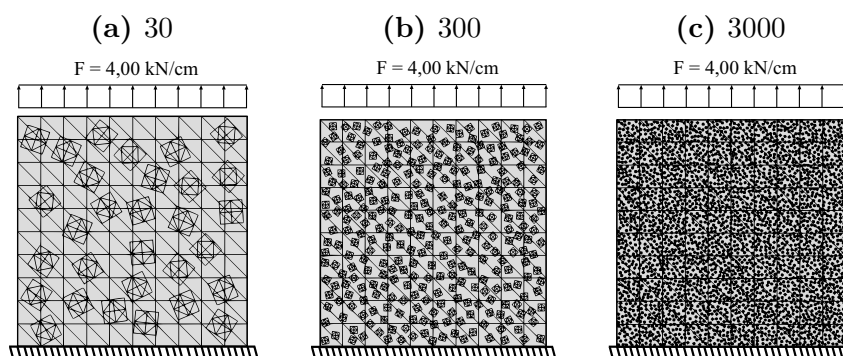 (a) 30
(b) 300
(c) 3000
F = 4,00 kN/cm
F = 4,00 kN/cm
F = 4,00 kN/cm